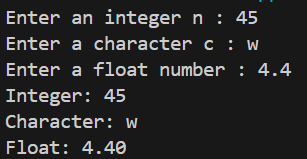 Enter an integer n : 45
Enter a character c : w
Enter a float number : 4.4
Integer: 45
Character: w
Float: 4.40